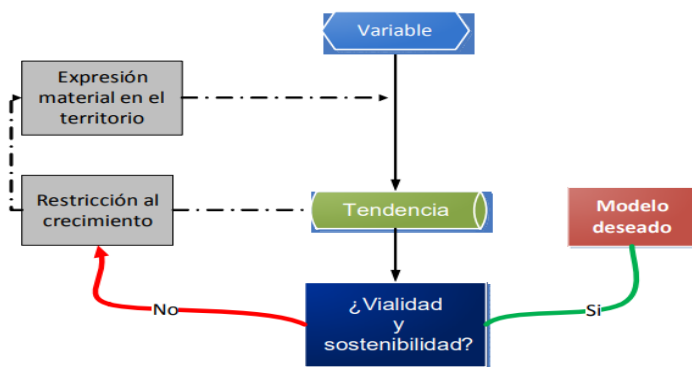 Variable
Expresión
material en el
territorio
Restricción al
crecimiento
Tendencia
Modelo
deseado
¿Vialidad
y
sostenibilidad?
No
Si